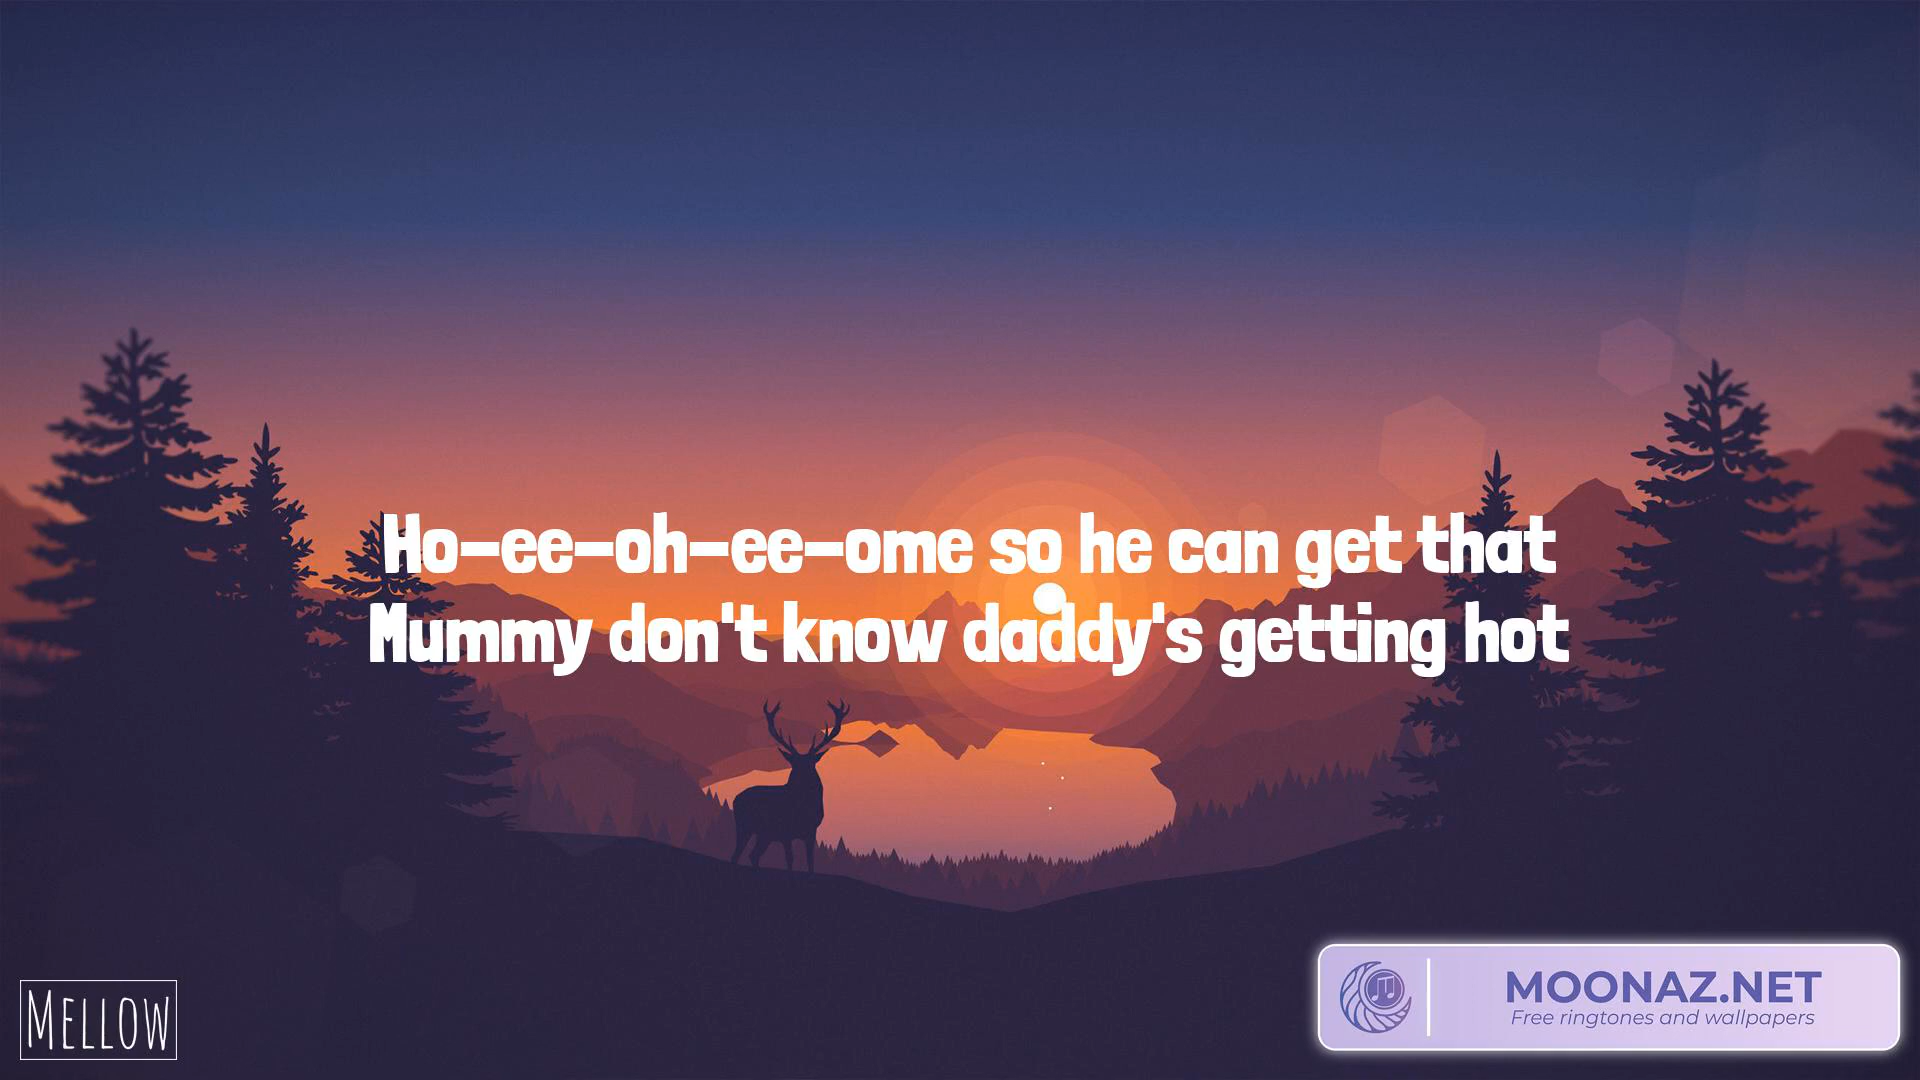 Ho-ee-oh-ee-ome so he can get that
Mummy don't know daddy's getting hot
MELLOW
MOONAZ.NET
Free ringtones and wallpapers